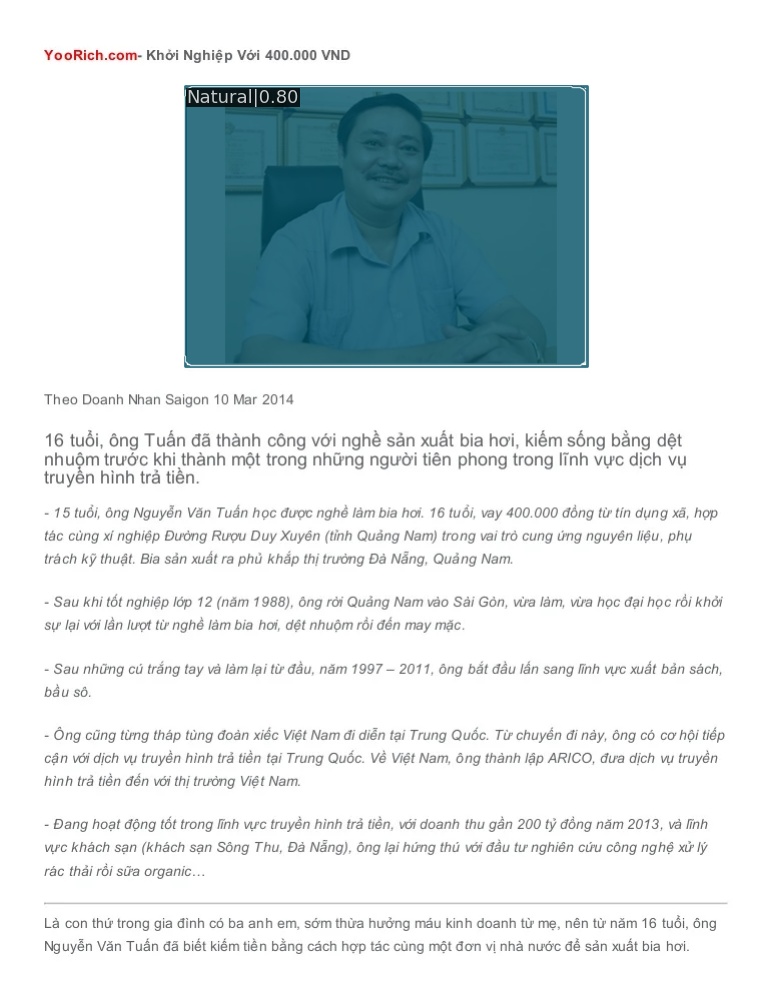 YooRich.com- Khởi Nghiệp Với 400.000 VND
Natural|0.80
Theo Doanh Nhan Saigon 10 Mar 2014
16 tuổi, ông Tuấn đã thành công với nghề sản xuất bia hơi, kiếm sống bằng dệt
nhuộm trước khi thành một trong những người tiên phong trong lĩnh vực dịch vụ
truyền hình trả tiền.
- 15 tuổi, ông Nguyễn Văn Tuấn học được nghề làm bia hơi. 16 tuổi, vay 400.000 đồng từ tín dụng xã, hợp
tác cùng xí nghiệp Đường Rượu Duy Xuyên (tỉnh Quảng Nam) trong vai trò cung ứng nguyên liệu, phụ
trách kỹ thuật. Bia sản xuất ra phủ khắp thị trường Đà Nẵng, Quảng Nam.
- Sau khi tốt nghiệp lớp 12 (năm 1988), ông rời Quảng Nam vào Sài Gòn, vừa làm, vừa học đại học rồi khởi
sự lại với lần lượt từ nghề làm bia hơi, dệt nhuộm rồi đến may mặc.
- Sau những cú trắng tay và làm lại từ đầu, năm 1997 – 2011, ông bắt đầu lấn sang lĩnh vực xuất bản sách,
bầu sô.
- Ông cũng từng tháp tùng đoàn xiếc Việt Nam đi diễn tại Trung Quốc. Từ chuyến đi này, ông có cơ hội tiếp
cận với dịch vụ truyền hình trả tiền tại Trung Quốc. Về Việt Nam, ông thành lập ARICO, đưa dịch vụ truyền
hình trả tiền đến với thị trường Việt Nam.
- Đang hoạt động tốt trong lĩnh vực truyền hình trả tiền, với doanh thu gần 200 tỷ đồng năm 2013, và lĩnh
vực khách sạn (khách sạn Sông Thu, Đà Nẵng), ông lại hứng thú với đầu tư nghiên cứu công nghệ xử lý
rác thải rồi sữa organic…
Là con thứ trong gia đình có ba anh em, sớm thừa hưởng máu kinh doanh từ mẹ, nên từ năm 16 tuổi, ông
Nguyễn Văn Tuấn đã biết kiếm tiền bằng cách hợp tác cùng một đơn vị nhà nước để sản xuất bia hơi.